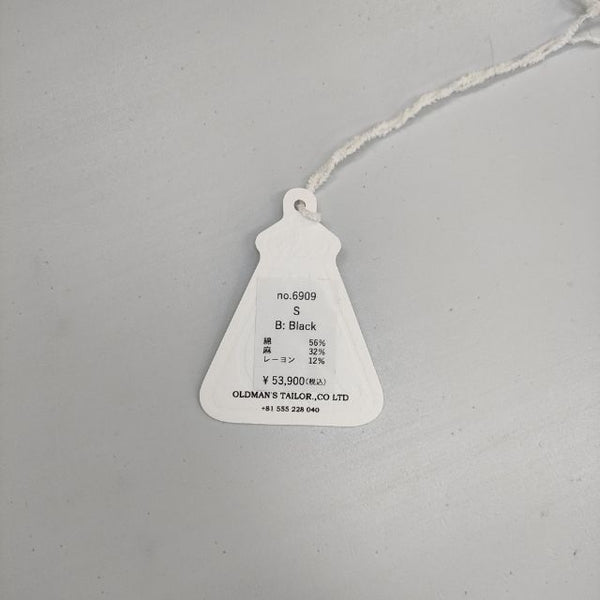 no.6909
S
B: Black
綿 56%
麻 32%
レーヨン 12%
¥ 53,900(税込)
OLDMAN'S TAILOR.,CO LTD
+81 555 228 040